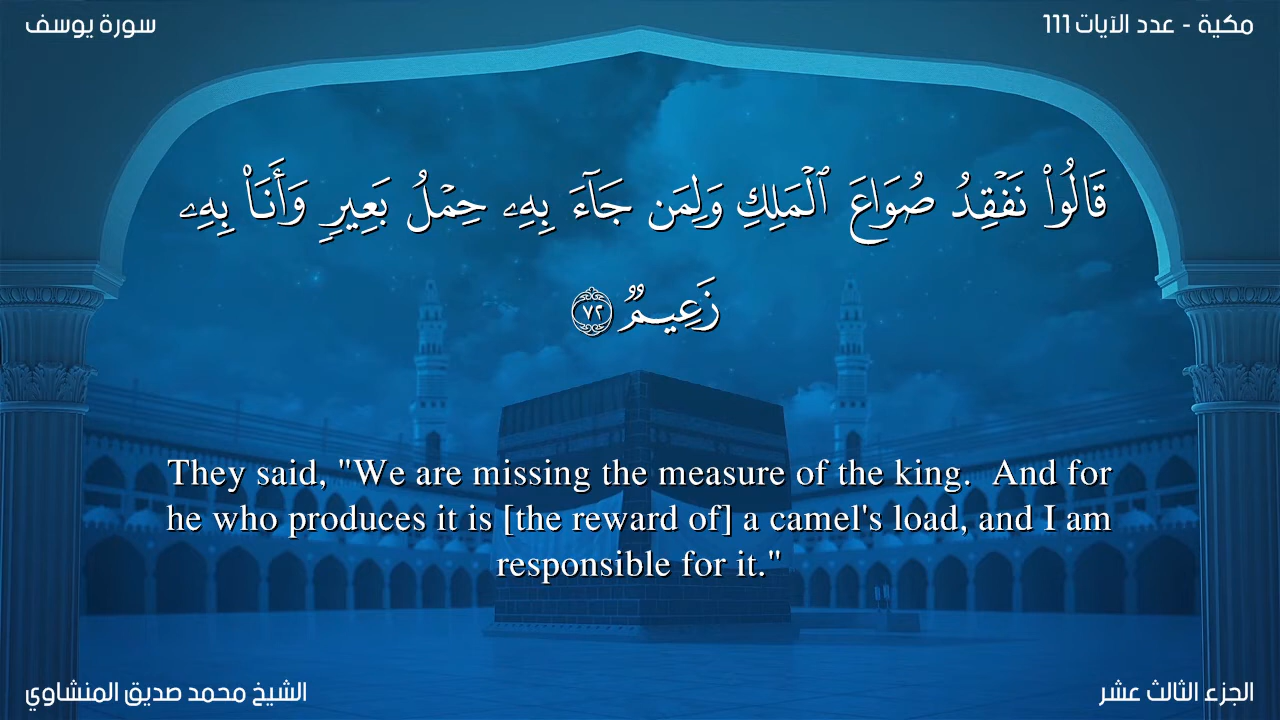 مكية - عدد الآيات 111
سورة يوسف
قَالُوا۟ نَفْقِدُ صُوَاعَ ٱلْمَلِكِ وَلِمَن جَآءَ بِهِۦ حِمْلُ بَعِيرٍ وَأَنَا۠ بِهِۦ
زَعِيمٌ ٧٢
They said, "We are missing the measure of the king.  And for
he who produces it is [the reward of] a camel's load, and I am
responsible for it."
الجزء الثالث عشر
الشيخ محمد صديق المنشاوي